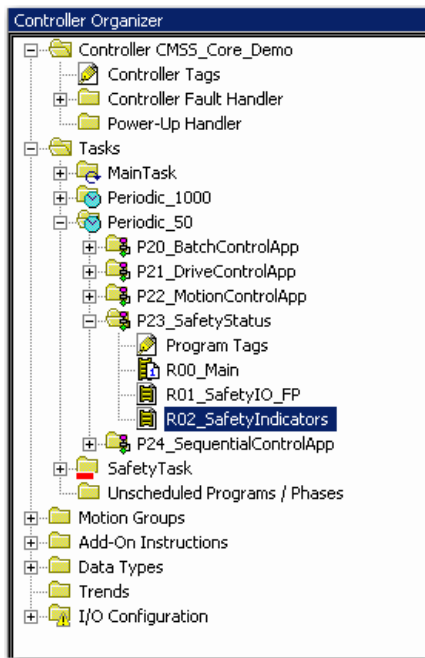 Controller Organizer
Controller CMSS_Core_Demo
Controller Tags
Controller Fault Handler
Power-Up Handler
Tasks
MainTask
Periodic_1000
Periodic_50
P20_BatchControlApp
P21_DriveControlApp
P22_MotionControlApp
P23_SafetyStatus
Program Tags
R00_Main
R01_SafetyIO_FP
R02_SafetyIndicators
P24_SequentialControlApp
SafetyTask
Unscheduled Programs / Phases
Motion Groups
Add-On Instructions
Data Types
Trends
I/O Configuration